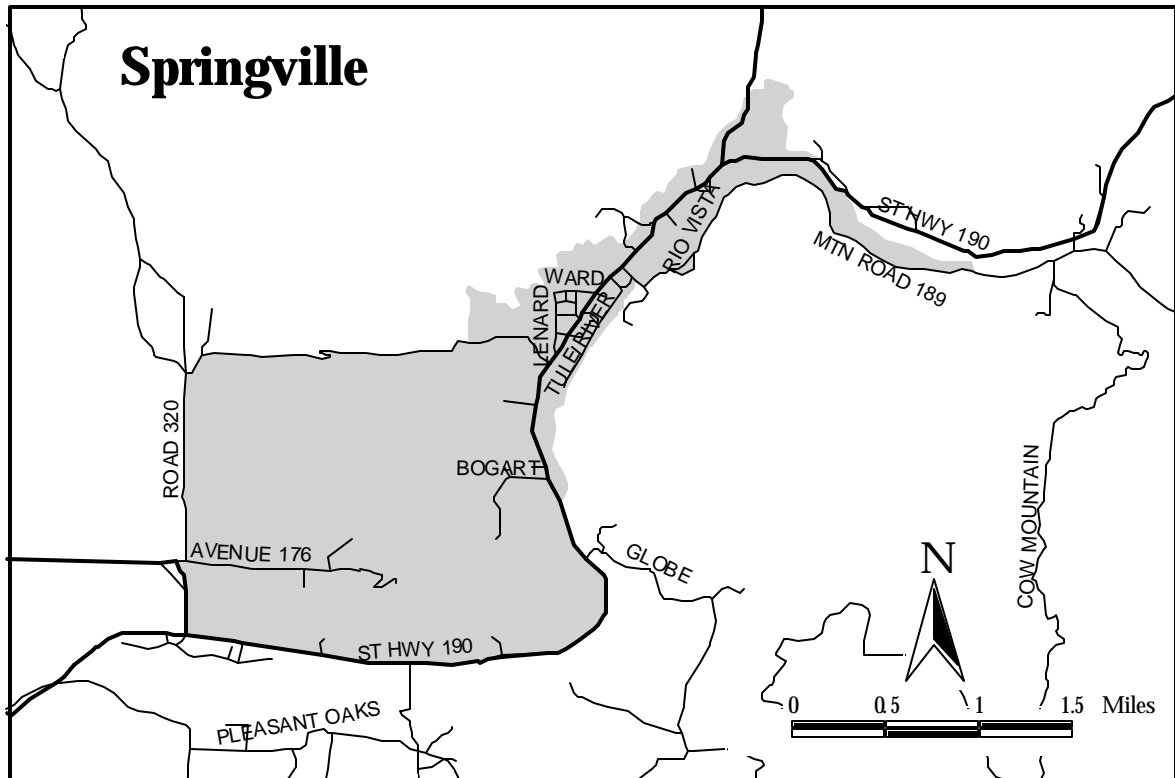 Springville
ST HWY 190
RIO VISTA
MTN ROAD 189
WARD
LENARD
TULE RIVER
ROAD 320
BOGART
COW MOUNTAIN
AVENUE 176
GLOBE
N
ST HWY 190
PLEASANT OAKS
0 0.5 1 1.5 Miles